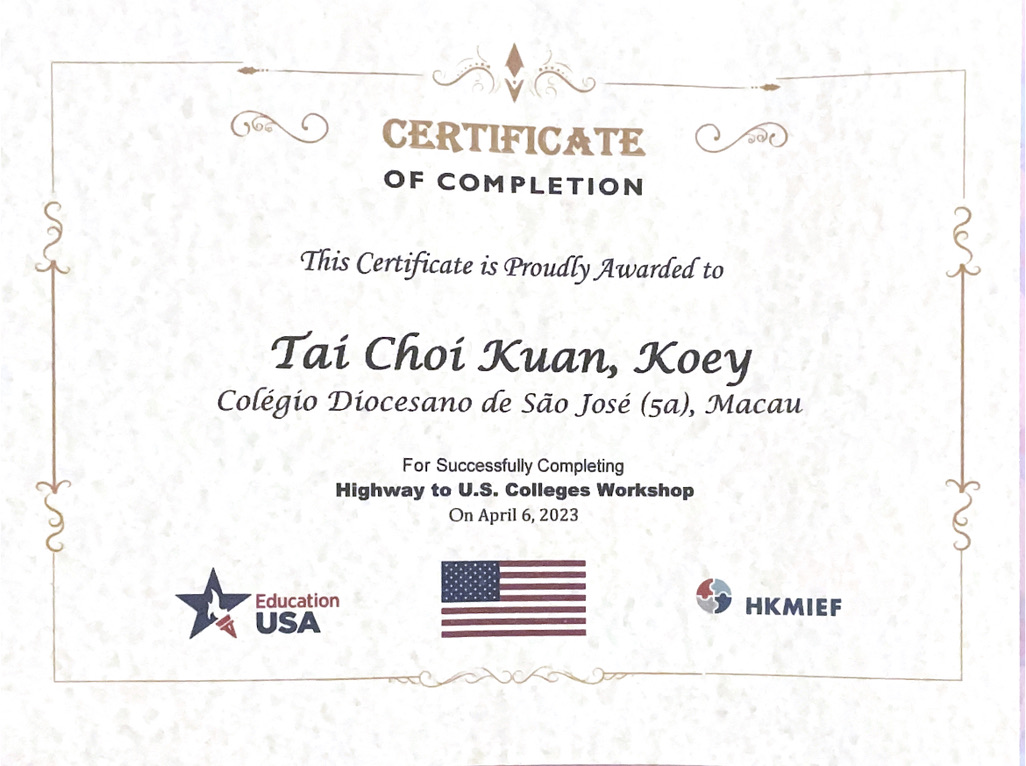 CERTIFICATE
OF COMPLETION
This Certificate is Proudly Awarded to
Tai Choi Kuan, Koey
Colégio Diocesano de São José (5a), Macau
For Successfully Completing
Highway to U.S. Colleges Workshop
On April 6, 2023
Education
USA
HKMIEF